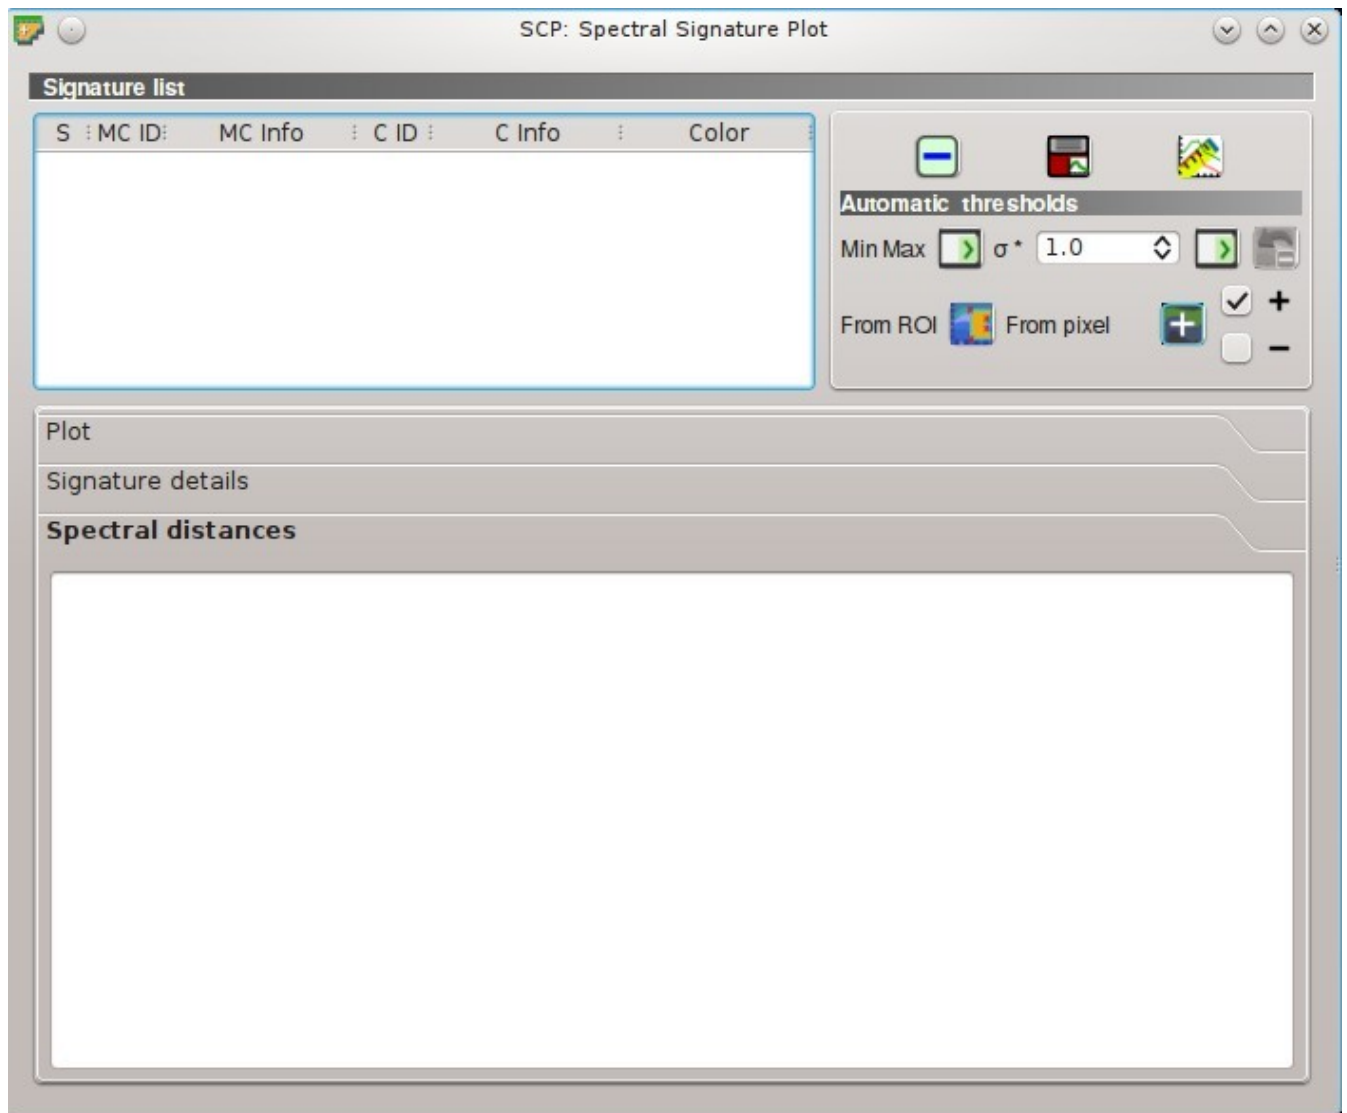 SCP: Spectral Signature Plot
Signature list
S MC ID MC Info C ID C Info Color
Automatic thresholds
Min Max σ * 1.0
+
From ROI From pixel
−
Plot
Signature details
Spectral distances